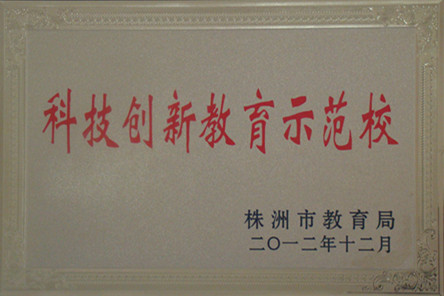 科技创新教育示范校
株洲市教育局
二〇一二年十二月